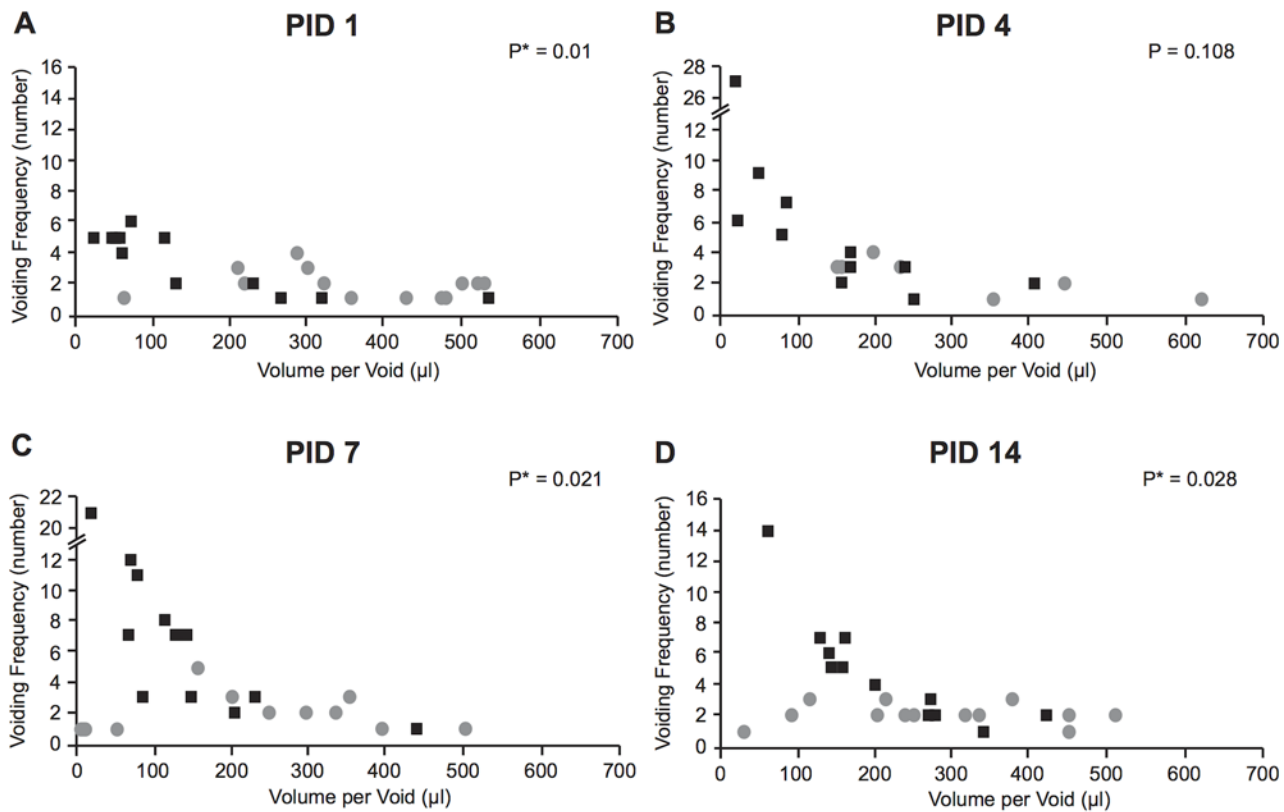 A
PID 1
P* = 0.01
Voiding Frequency (number)
16
14
12
10
8
6
4
2
0
0 100 200 300 400 500 600 700
Volume per Void (µl)
B
PID 4
P = 0.108
Voiding Frequency (number)
28
26
12
10
8
6
4
2
0
0 100 200 300 400 500 600 700
Volume per Void (µl)
C
PID 7
P* = 0.021
Voiding Frequency (number)
22
20
12
10
8
6
4
2
0
0 100 200 300 400 500 600 700
Volume per Void (µl)
D
PID 14
P* = 0.028
Voiding Frequency (number)
16
14
12
10
8
6
4
2
0
0 100 200 300 400 500 600 700
Volume per Void (µl)